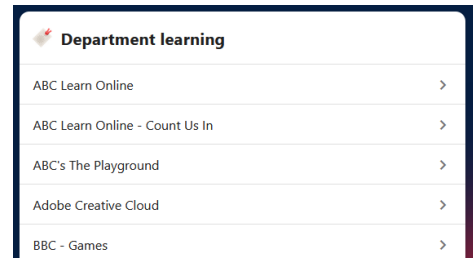 Department learning
ABC Learn Online
ABC Learn Online - Count Us In
ABC's The Playground
Adobe Creative Cloud
BBC - Games